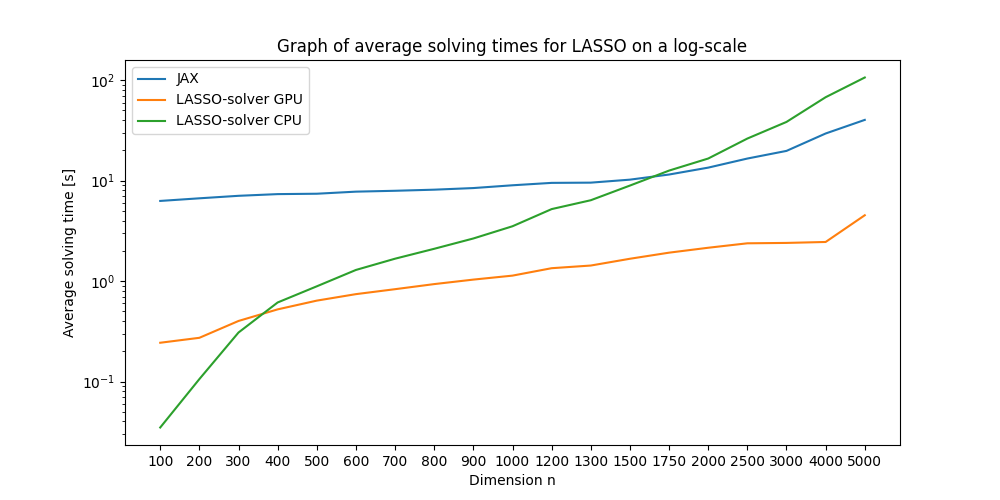 Graph of average solving times for LASSO on a log-scale
JAX
LASSO-solver GPU
LASSO-solver CPU
Average solving time [s]
10²
10¹
10⁰
10⁻¹
100 200 300 400 500 600 700 800 900 1000 1200 1300 1500 1750 2000 2500 3000 4000 5000
Dimension n